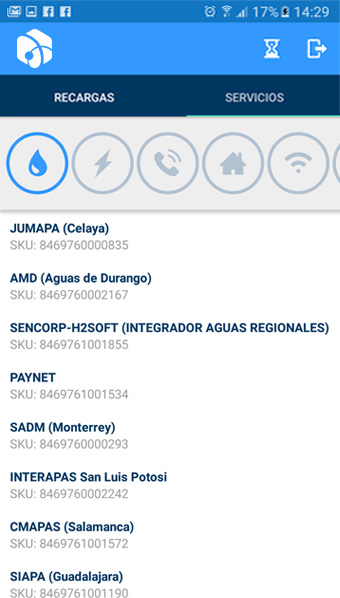 17% 14:29
RECARGAS SERVICIOS
JUMAPA (Celaya)
SKU: 8469760000835
AMD (Aguas de Durango)
SKU: 8469760002167
SENCORP-H2SOFT (INTEGRADOR AGUAS REGIONALES)
SKU: 8469761001855
PAYNET
SKU: 8469761001534
SADM (Monterrey)
SKU: 8469760000293
INTERAPAS San Luis Potosi
SKU: 8469760002242
CMAPAS (Salamanca)
SKU: 8469761001572
SIAPA (Guadalajara)
SKU: 8469761001190